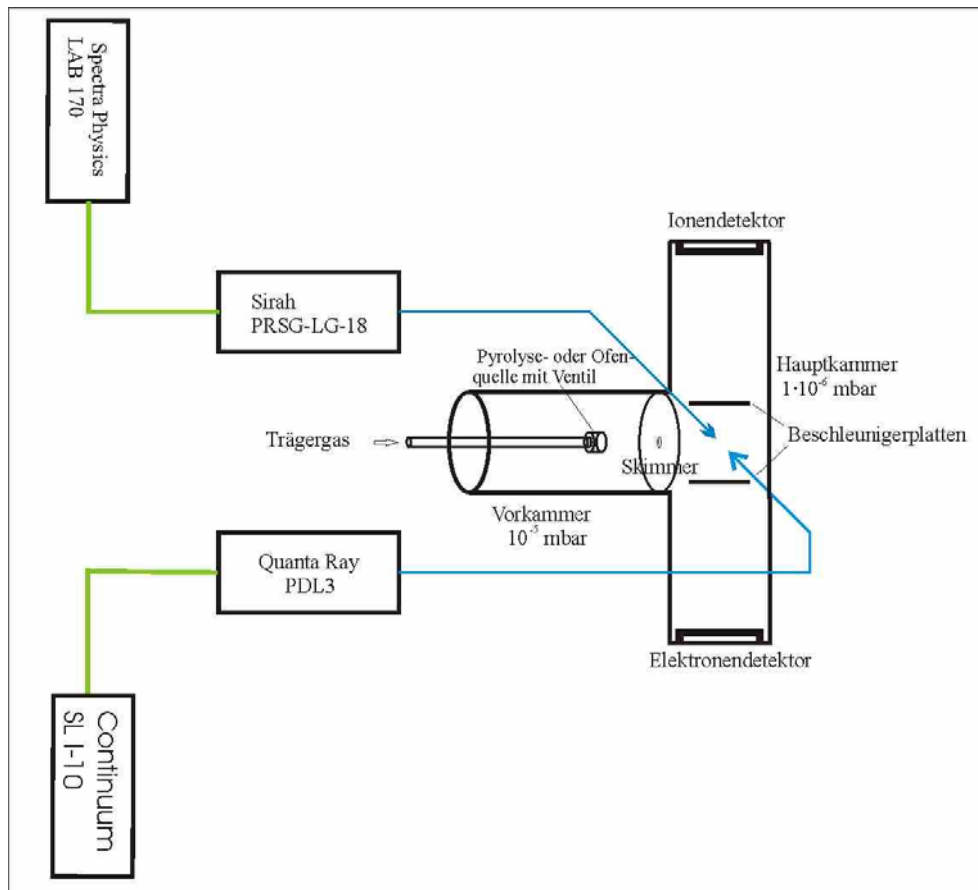 Spectra Physics
LAB 170
Ionendetektor
Sirah
PRSG-LG-18
Pyrolyse- oder Ofen-
quelle mit Ventil
Hauptkammer
1·10⁻⁶ mbar
Trägergas
Beschleunigerplatten
Skimmer
Vorkammer
10⁻⁵ mbar
Quanta Ray
PDL3
Elektronendetektor
Continuum
SL I-10